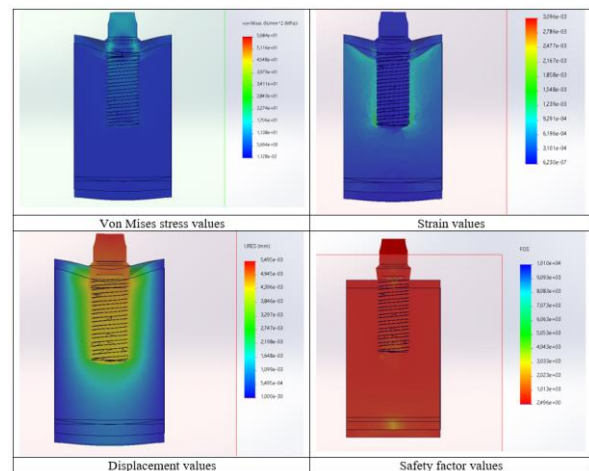 von Mises (N/mm^2 (MPa))
5,684e+01
5,116e+01
4,548e+01
3,979e+01
3,411e+01
2,843e+01
2,274e+01
1,706e+01
1,138e+01
1,128e-02
Von Mises stress values
3,096e-03
2,786e-03
2,477e-03
2,167e-03
1,858e-03
1,548e-03
1,239e-03
9,291e-04
6,196e-04
3,101e-04
6,230e-07
Strain values
URES (mm)
5,495e-03
4,945e-03
4,396e-03
3,846e-03
3,297e-03
2,747e-03
2,198e-03
1,648e-03
1,099e-03
5,495e-04
1,000e-30
Displacement values
FOS
1,010e+04
9,093e+03
8,083e+03
7,073e+03
6,063e+03
5,053e+03
4,043e+03
3,033e+03
2,023e+03
1,013e+03
2,496e+00
Safety factor values